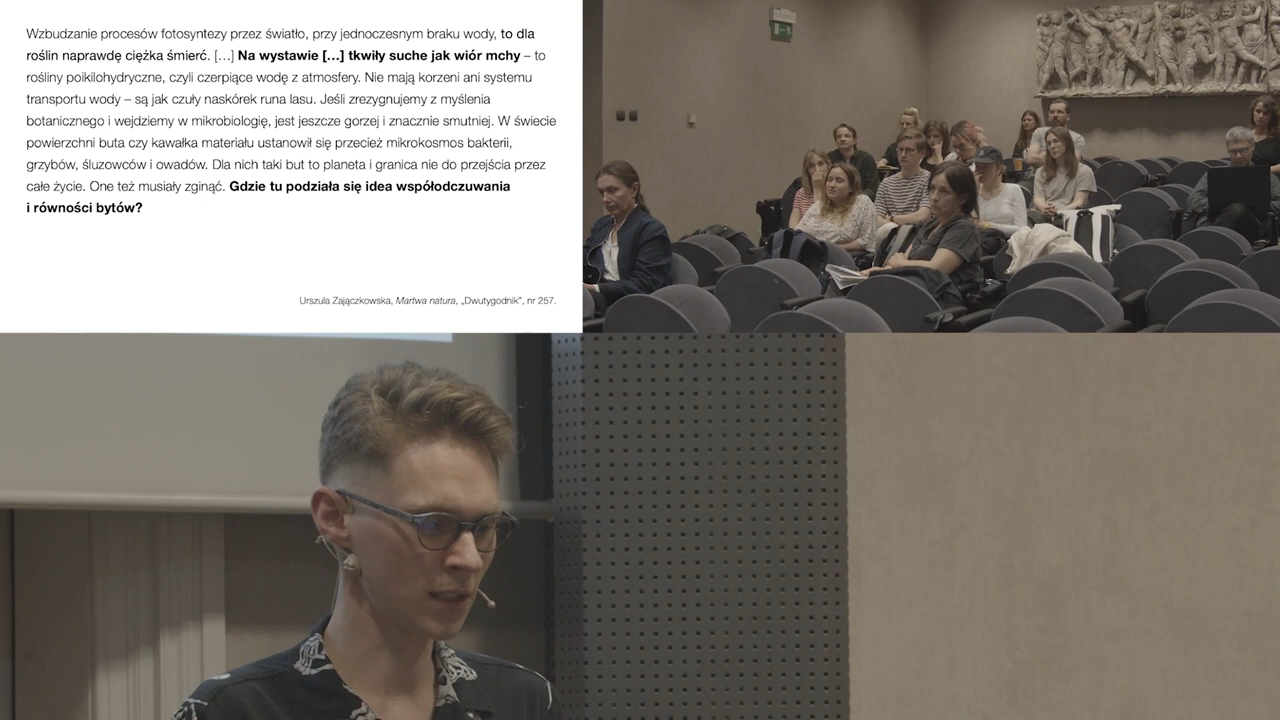 Wzbudzanie procesów fotosyntezy przez światło, przy jednoczesnym braku wody, to dla
roślin naprawdę ciężka śmierć. […] Na wystawie […] tkwiły suche jak wiór mchy – to
rośliny poikilohydryczne, czyli czerpiące wodę z atmosfery. Nie mają korzeni ani systemu
transportu wody – są jak czuły naskórek runa lasu. Jeśli zrezygnujemy z myślenia
botanicznego i wejdziemy w mikrobiologię, jest jeszcze gorzej i znacznie smutniej. W świecie
powierzchni buta czy kawałka materiału ustanowił się przecież mikrokosmos bakterii,
grzybów, śluzowców i owadów. Dla nich taki but to planeta i granica nie do przejścia przez
całe życie. One też musiały zginąć. Gdzie tu podziała się idea współodczuwania
i równości bytów?
Urszula Zajączkowska, Martwa natura, „Dwutygodnik”, nr 257.